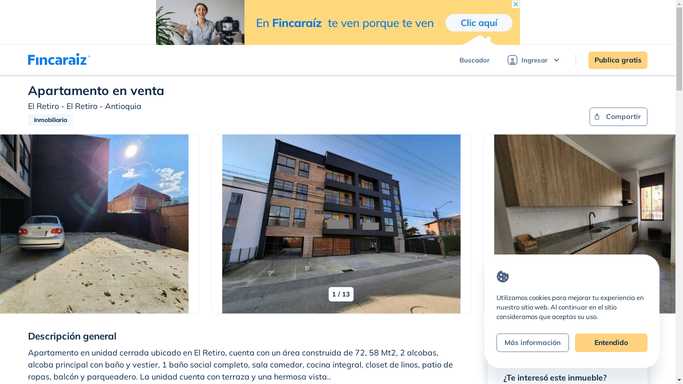 En Fincaraíz te ven porque te ven
Clic aquí
Fincaraíz
Buscador
Ingresar
Publica gratis
Apartamento en venta
El Retiro - El Retiro - Antioquia
Inmobiliaria
Compartir
1 / 13
Utilizamos cookies para mejorar tu experiencia en
nuestro sitio web. Al continuar en el sitio
consideramos que aceptas su uso.
Más información
Entendido
Descripción general
Apartamento en unidad cerrada ubicado en El Retiro, cuenta con un área construida de 72, 58 Mt2, 2 alcobas,
alcoba principal con baño y vestier, 1 baño social completo, sala comedor, cocina integral, closet de linos, patio de
ropas, balcón y parqueadero. La unidad cuenta con terraza y una hermosa vista..
¿Te interesó este inmueble?